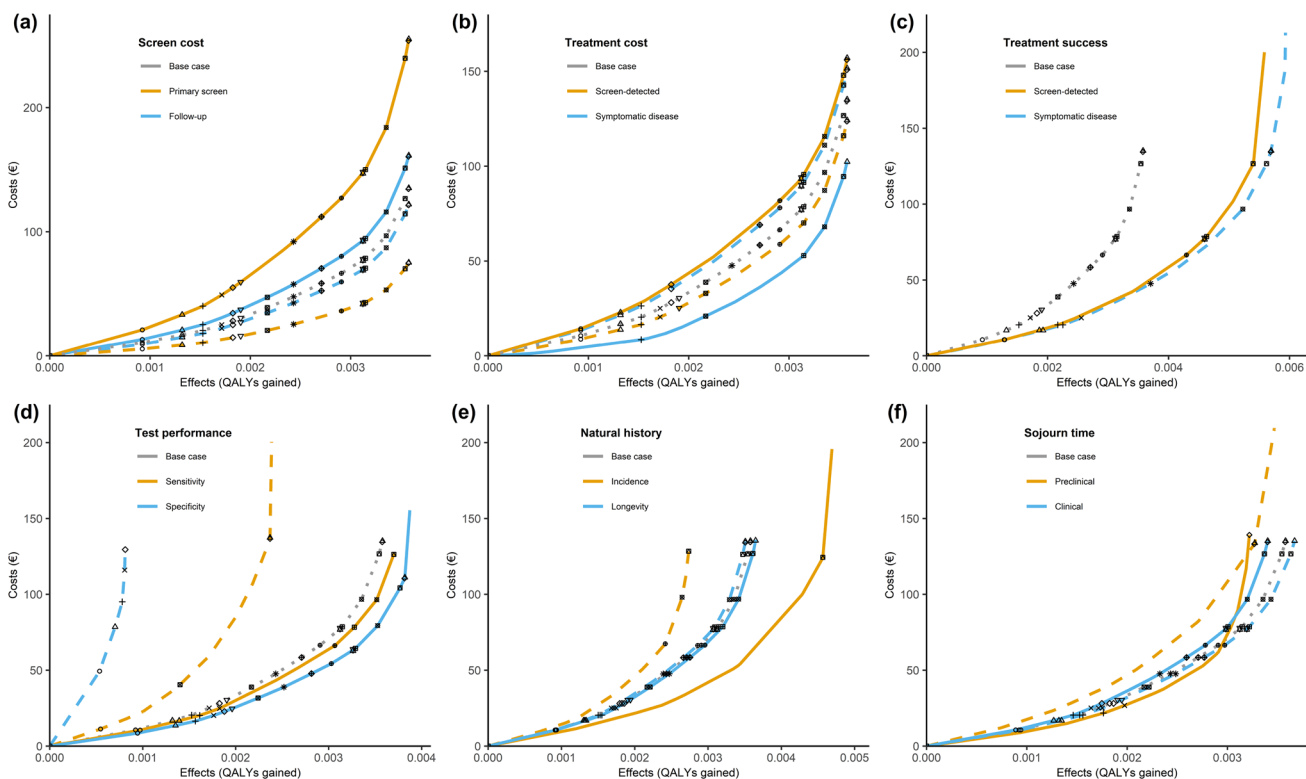 (a)
Screen cost
Base case
Primary screen
Follow-up
Costs (€)
200
100
0
0.000 0.001 0.002 0.003
Effects (QALYs gained)
(b)
Treatment cost
Base case
Screen-detected
Symptomatic disease
Costs (€)
150
100
50
0
0.000 0.001 0.002 0.003
Effects (QALYs gained)
(c)
Treatment success
Base case
Screen-detected
Symptomatic disease
Costs (€)
200
150
100
50
0
0.000 0.002 0.004 0.006
Effects (QALYs gained)
(d)
Test performance
Base case
Sensitivity
Specificity
Costs (€)
200
150
100
50
0
0.000 0.001 0.002 0.003 0.004
Effects (QALYs gained)
(e)
Natural history
Base case
Incidence
Longevity
Costs (€)
200
150
100
50
0
0.000 0.001 0.002 0.003 0.004 0.005
Effects (QALYs gained)
(f)
Sojourn time
Base case
Preclinical
Clinical
Costs (€)
200
150
100
50
0
0.000 0.001 0.002 0.003
Effects (QALYs gained)